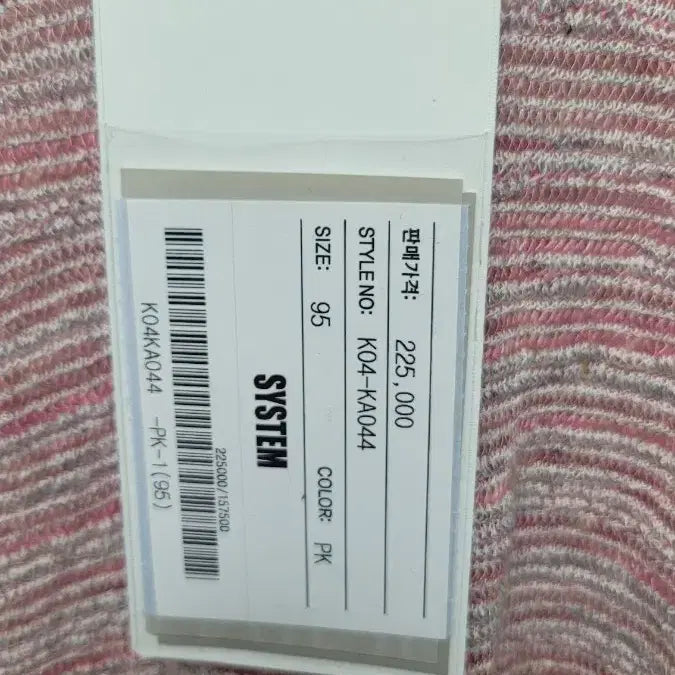 판매가격: 225,000
STYLE NO: K04-KA044
SIZE: 95 COLOR: PK
SYSTEM
225000/157500
K04KA044 -PK-1(95)